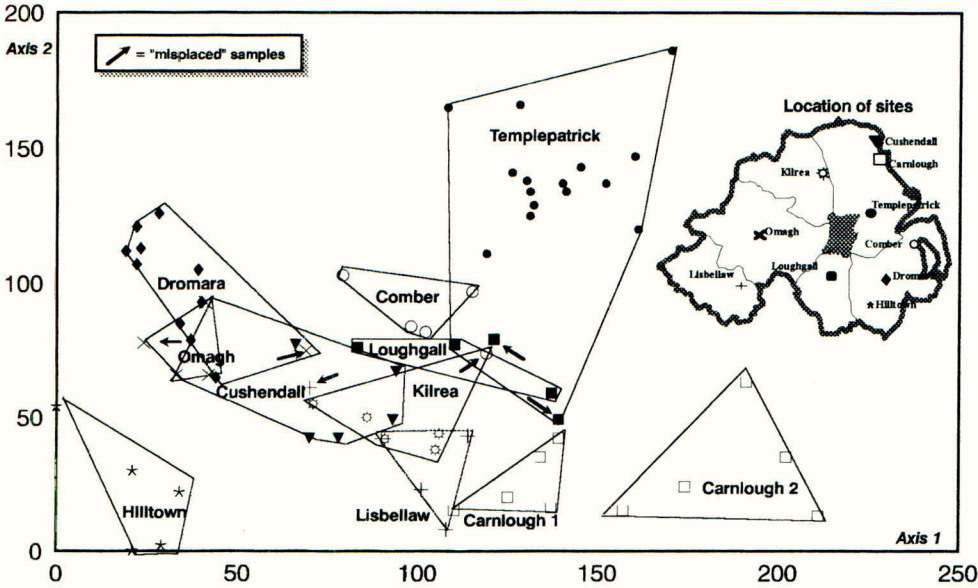 200
Axis 2
= "misplaced" samples
Templepatrick
Location of sites
Cushendall
Carnlough
Kilrea
Templepatrick
Omagh
Comber
Lisbellaw
Loughgall
Dromara
Hilltown
150
100
Dromara
Comber
Omagh
Loughgall
Cushendall
Kilrea
50
Hilltown
Lisbellaw
Carnlough 1
Carnlough 2
Axis 1
0
0 50 100 150 200 250